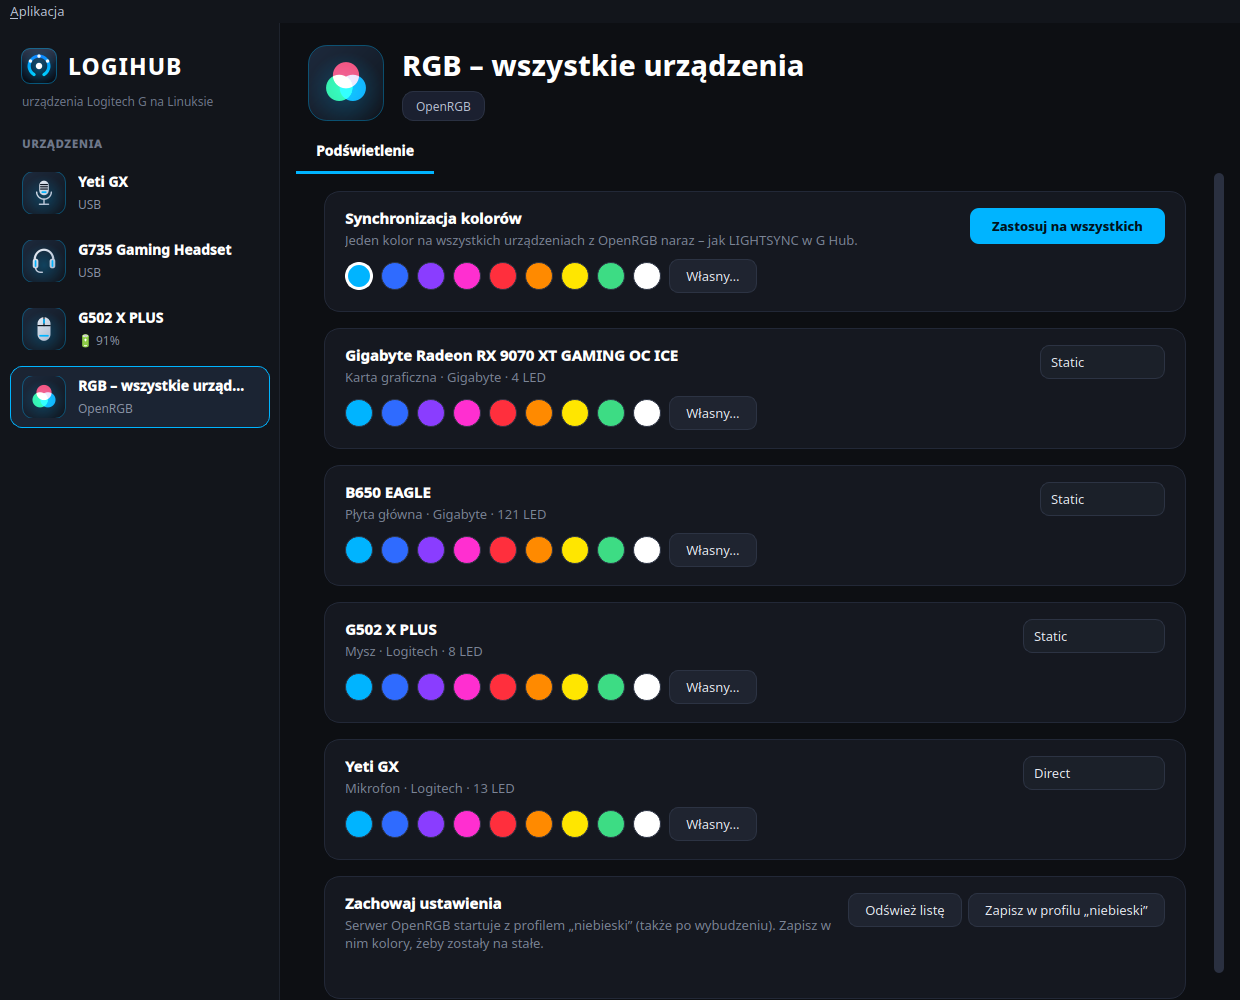 Aplikacja
LOGIHUB
urządzenia Logitech G na Linuksie
URZĄDZENIA
Yeti GX
USB
G735 Gaming Headset
USB
G502 X PLUS
91%
RGB – wszystkie urząd...
OpenRGB
RGB – wszystkie urządzenia
OpenRGB
Podświetlenie
Synchronizacja kolorów
Jeden kolor na wszystkich urządzeniach z OpenRGB naraz – jak LIGHTSYNC w G Hub.
Zastosuj na wszystkich
Własny...
Gigabyte Radeon RX 9070 XT GAMING OC ICE
Karta graficzna · Gigabyte · 4 LED
Static
Własny...
B650 EAGLE
Płyta główna · Gigabyte · 121 LED
Static
Własny...
G502 X PLUS
Mysz · Logitech · 8 LED
Static
Własny...
Yeti GX
Mikrofon · Logitech · 13 LED
Direct
Własny...
Zachowaj ustawienia
Serwer OpenRGB startuje z profilem „niebieski” (także po wybudzeniu). Zapisz w
nim kolory, żeby zostały na stałe.
Odśwież listę
Zapisz w profilu „niebieski”